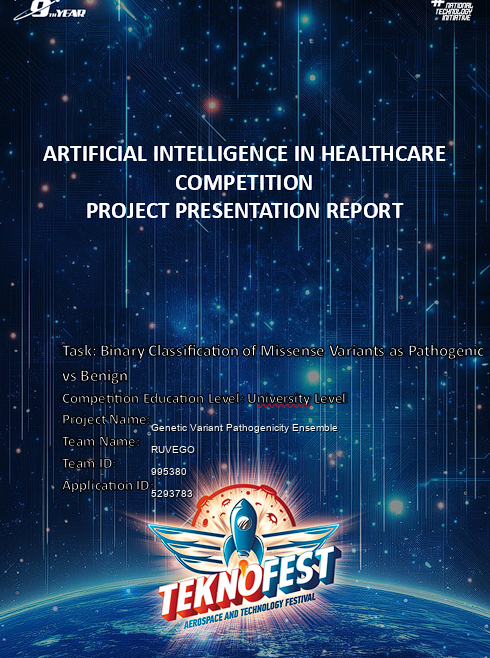 9THYEAR
# NATIONAL
TECHNOLOGY
INITIATIVE
ARTIFICIAL INTELLIGENCE IN HEALTHCARE
COMPETITION
PROJECT PRESENTATION REPORT
Task: Binary Classification of Missense Variants as Pathogenic
vs Benign
Competition Education Level: University Level
Project Name: Genetic Variant Pathogenicity Ensemble
Team Name: RUVEGO
Team ID: 995380
Application ID: 5293783
TEKNOFEST
AEROSPACE AND TECHNOLOGY FESTIVAL